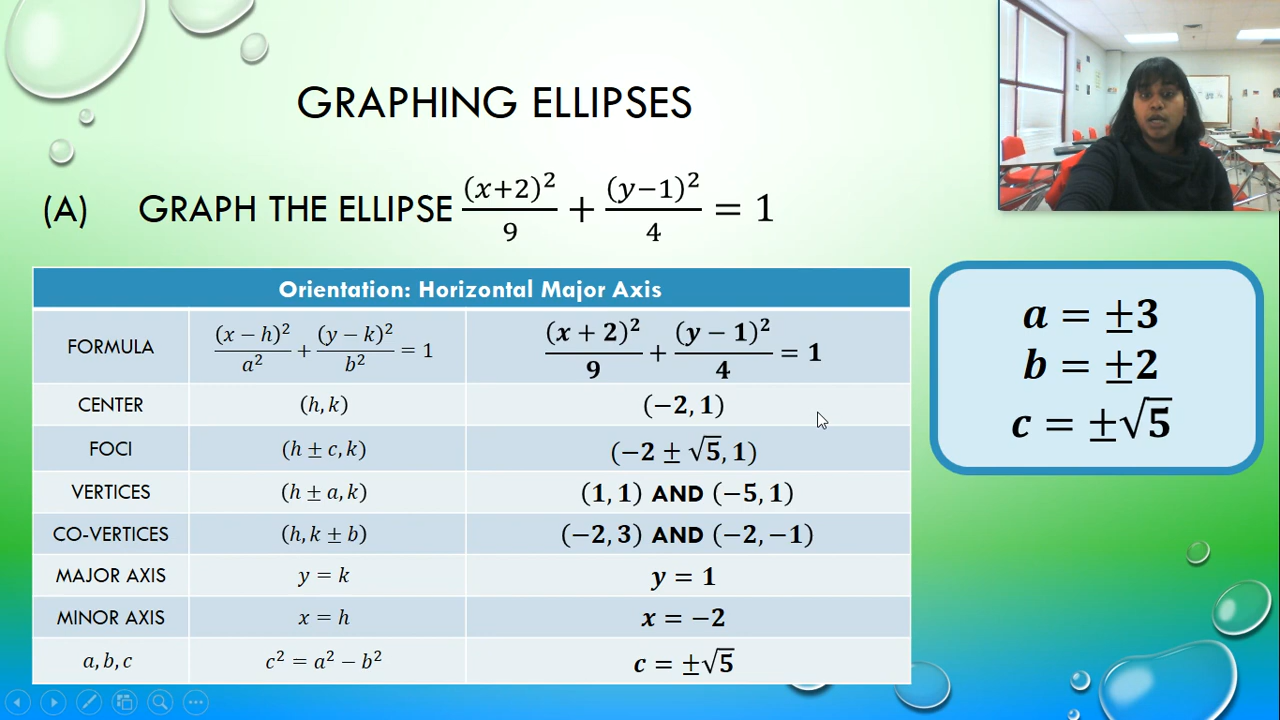 GRAPHING ELLIPSES
(A) GRAPH THE ELLIPSE (x+2)²/9 + (y−1)²/4 = 1
Orientation: Horizontal Major Axis
FORMULA (x − h)²/a² + (y − k)²/b² = 1 (x + 2)²/9 + (y − 1)²/4 = 1
CENTER (h, k) (−2, 1)
FOCI (h ± c, k) (−2 ± √5, 1)
VERTICES (h ± a, k) (1, 1) AND (−5, 1)
CO-VERTICES (h, k ± b) (−2, 3) AND (−2, −1)
MAJOR AXIS y = k y = 1
MINOR AXIS x = h x = −2
a, b, c c² = a² − b² c = ±√5
a = ±3
b = ±2
c = ±√5